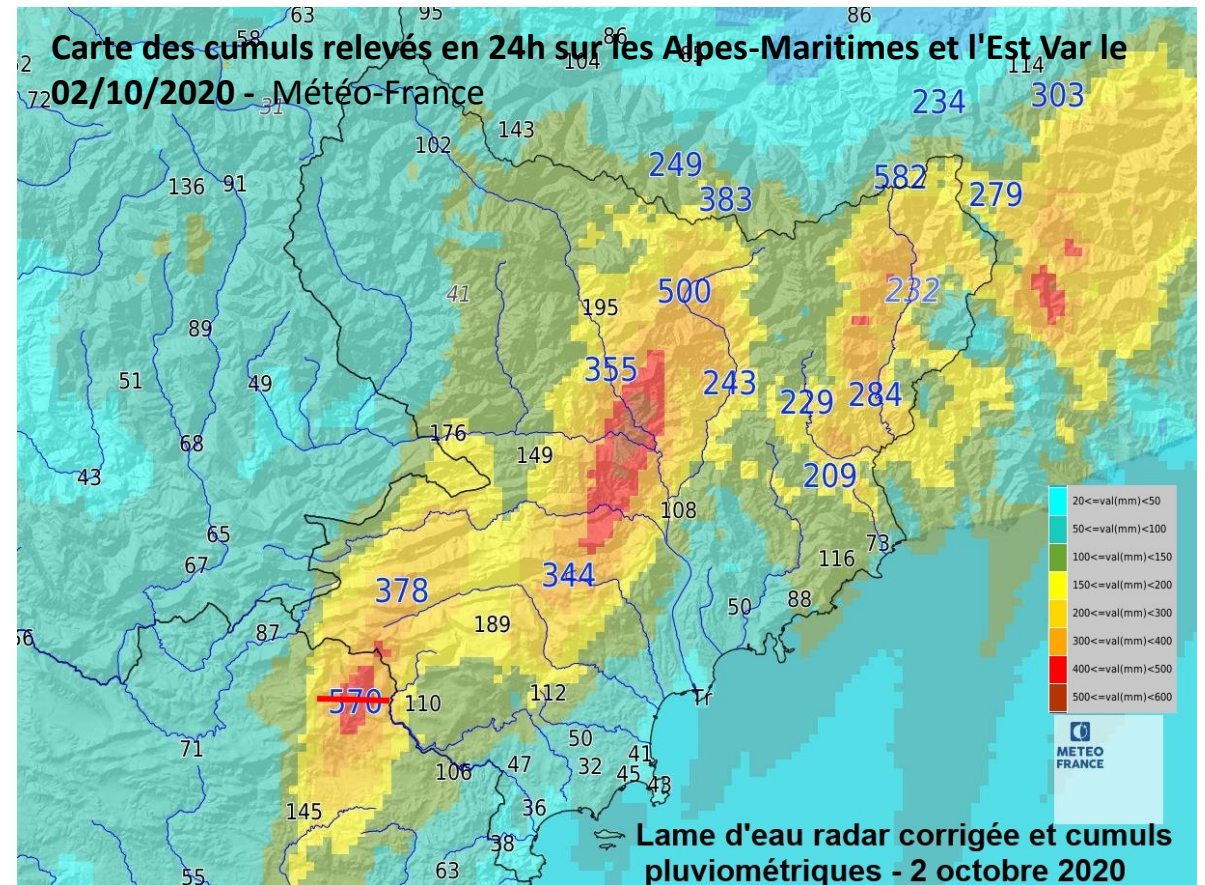 63 95 86
58 86
Carte des cumuls relevés en 24h sur les Alpes-Maritimes et l'Est Var le
104 114
02/10/2020 - Météo-France
72 31 234 303
143
102
249
136 91 383 582 279
41 500 232
195
89
51 49 355 243 229 284
176
68 149
43 209
108
20<=val(mm)<50
50<=val(mm)<100
100<=val(mm)<150
150<=val(mm)<200
200<=val(mm)<300
300<=val(mm)<400
400<=val(mm)<500
500<=val(mm)<600
65 73
67 116
378 344
50 88
87 189
570 110 112 Tr
71 50 41
METEO
FRANCE
106 47 32 45 43
145 36
38
Lame d'eau radar corrigée et cumuls
pluviométriques - 2 octobre 2020
55 63